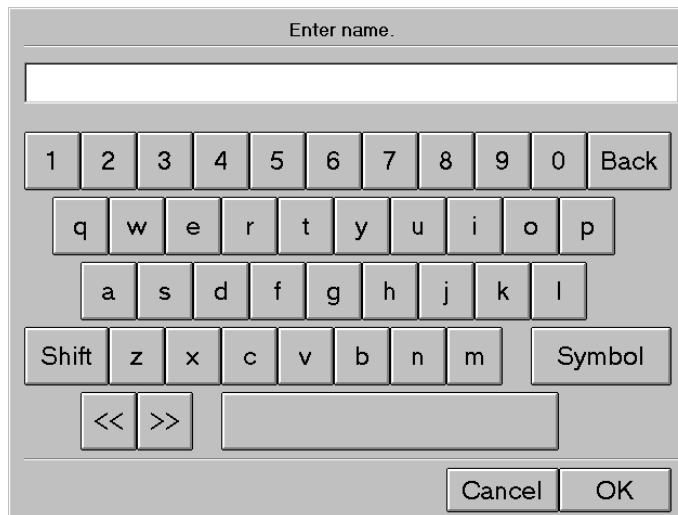 Enter name.
1 2 3 4 5 6 7 8 9 0 Back
q w e r t y u i o p
a s d f g h j k l
Shift z x c v b n m Symbol
<< >>
Cancel OK